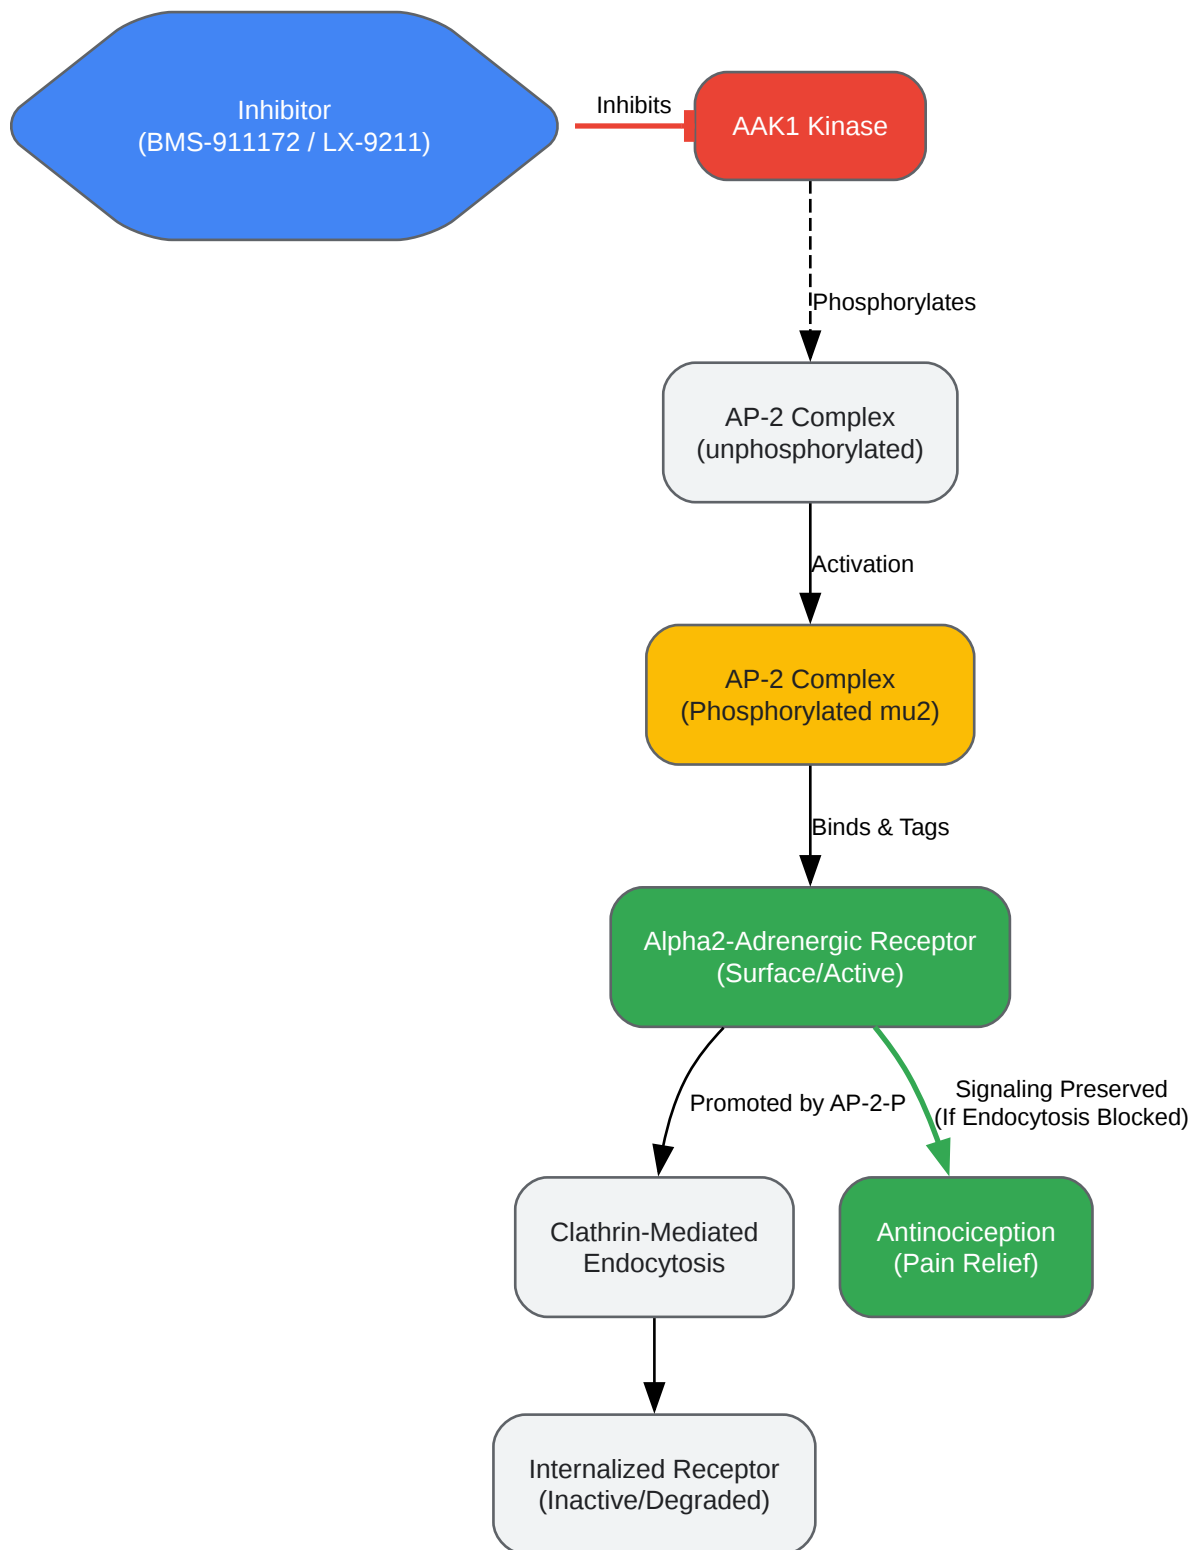 Inhibitor
(BMS-911172 / LX-9211)
Inhibits
AAK1 Kinase
Phosphorylates
AP-2 Complex
(unphosphorylated)
Activation
AP-2 Complex
(Phosphorylated mu2)
Binds & Tags
Alpha2-Adrenergic Receptor
(Surface/Active)
Promoted by AP-2-P
Signaling Preserved
(If Endocytosis Blocked)
Clathrin-Mediated
Endocytosis
Antinociception
(Pain Relief)
Internalized Receptor
(Inactive/Degraded)